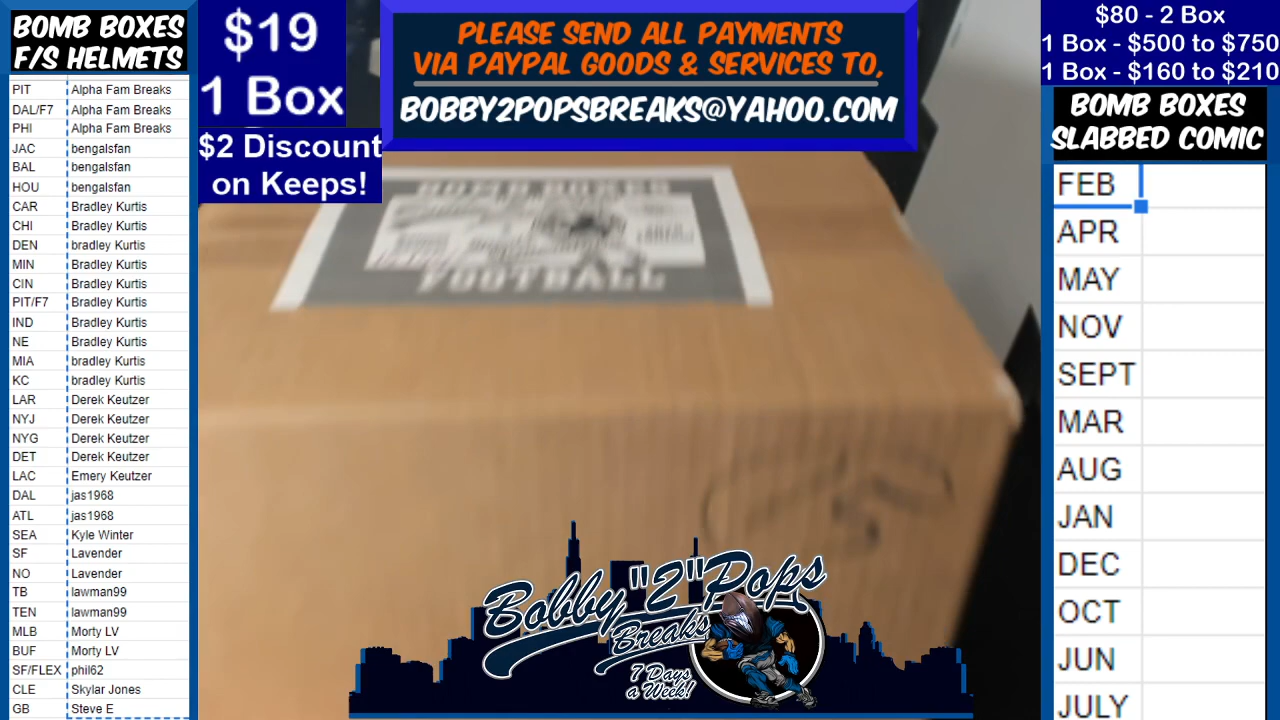 BOMB BOXES
F/S HELMETS
PIT Alpha Fam Breaks
DAL/F7 Alpha Fam Breaks
PHI Alpha Fam Breaks
JAC bengalsfan
BAL bengalsfan
HOU bengalsfan
CAR Bradley Kurtis
CHI Bradley Kurtis
DEN bradley Kurtis
MIN Bradley Kurtis
CIN Bradley Kurtis
PIT/F7 Bradley Kurtis
IND Bradley Kurtis
NE Bradley Kurtis
MIA bradley Kurtis
KC bradley Kurtis
LAR Derek Keutzer
NYJ Derek Keutzer
NYG Derek Keutzer
DET Derek Keutzer
LAC Emery Keutzer
DAL jas1968
ATL jas1968
SEA Kyle Winter
SF Lavender
NO Lavender
TB lawman99
TEN lawman99
MLB Morty LV
BUF Morty LV
SF/FLEX phil62
CLE Skylar Jones
GB Steve E
$19
1 Box
$2 Discount
on Keeps!
PLEASE SEND ALL PAYMENTS
VIA PAYPAL GOODS & SERVICES TO,
BOBBY2POPSBREAKS@YAHOO.COM
BOMB BOXES
FOOTBALL
Bobby "2" Pops
Breaks
7 Days
a Week!
$80 - 2 Box
1 Box - $500 to $750
1 Box - $160 to $210
BOMB BOXES
SLABBED COMIC
FEB
APR
MAY
NOV
SEPT
MAR
AUG
JAN
DEC
OCT
JUN
JULY